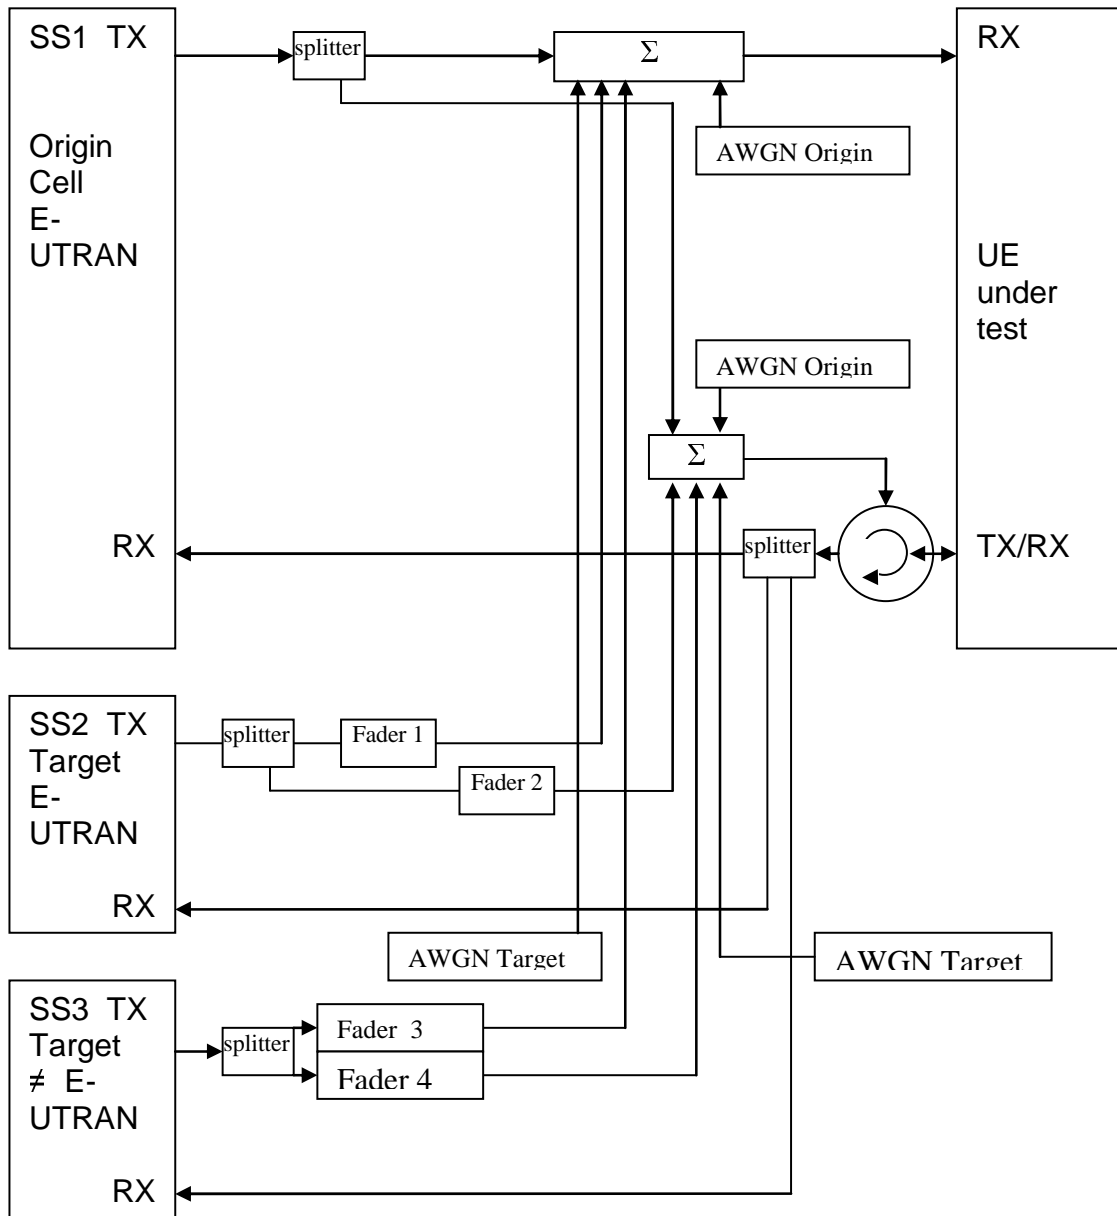 SS1 TX
splitter
Σ
RX
Origin
Cell
E-
UTRAN
AWGN Origin
UE
under
test
AWGN Origin
Σ
RX
splitter
TX/RX
SS2 TX
Target
E-
UTRAN
splitter
Fader 1
Fader 2
RX
AWGN Target
AWGN Target
SS3 TX
Target
≠ E-
UTRAN
splitter
Fader 3
Fader 4
RX